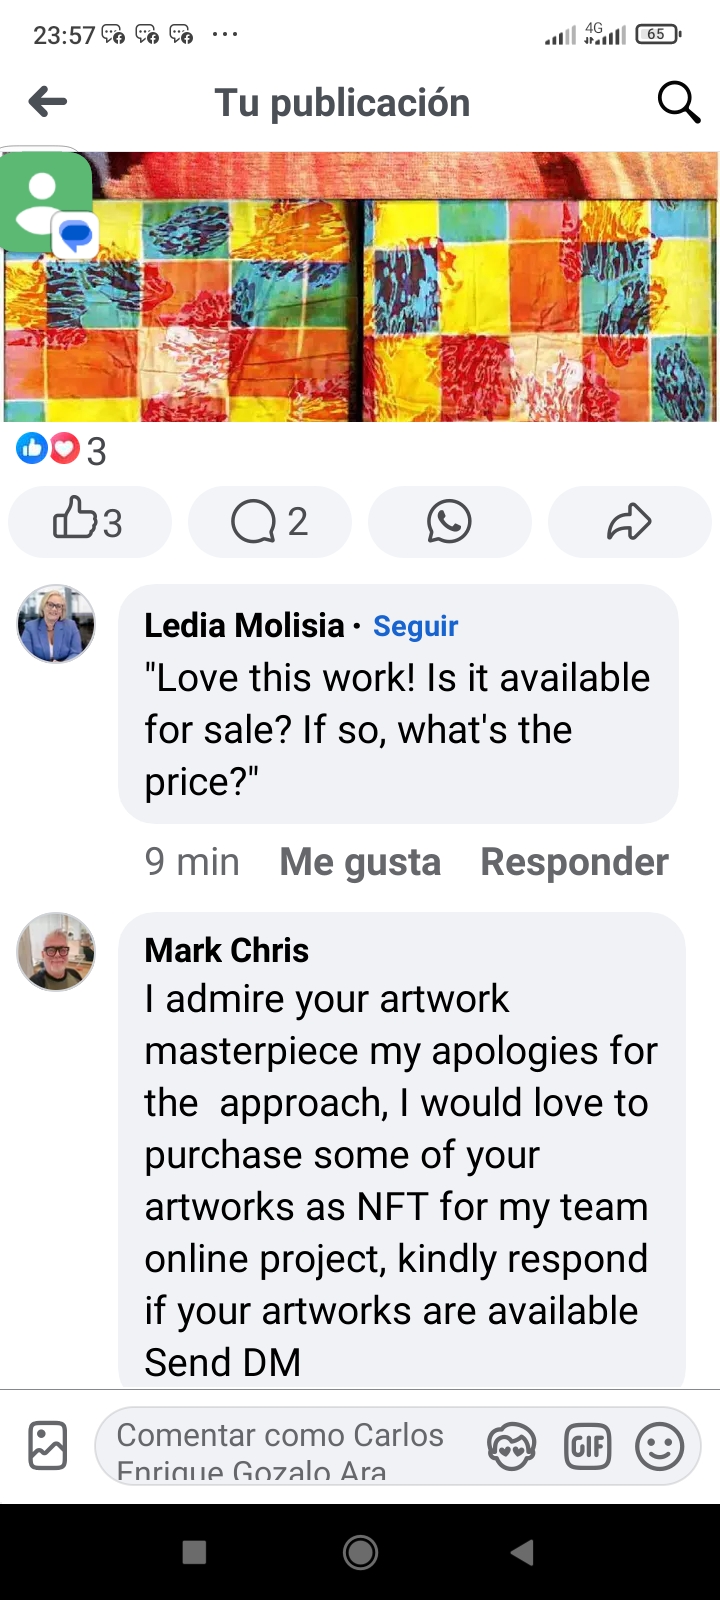 23:57 ... 4G 65
Tu publicación
3
3 2
Ledia Molisia · Seguir
"Love this work! Is it available
for sale? If so, what's the
price?"
9 min Me gusta Responder
Mark Chris
I admire your artwork
masterpiece my apologies for
the  approach, I would love to
purchase some of your
artworks as NFT for my team
online project, kindly respond
if your artworks are available
Send DM
Comentar como Carlos
Enrique Gozalo Ara
GIF